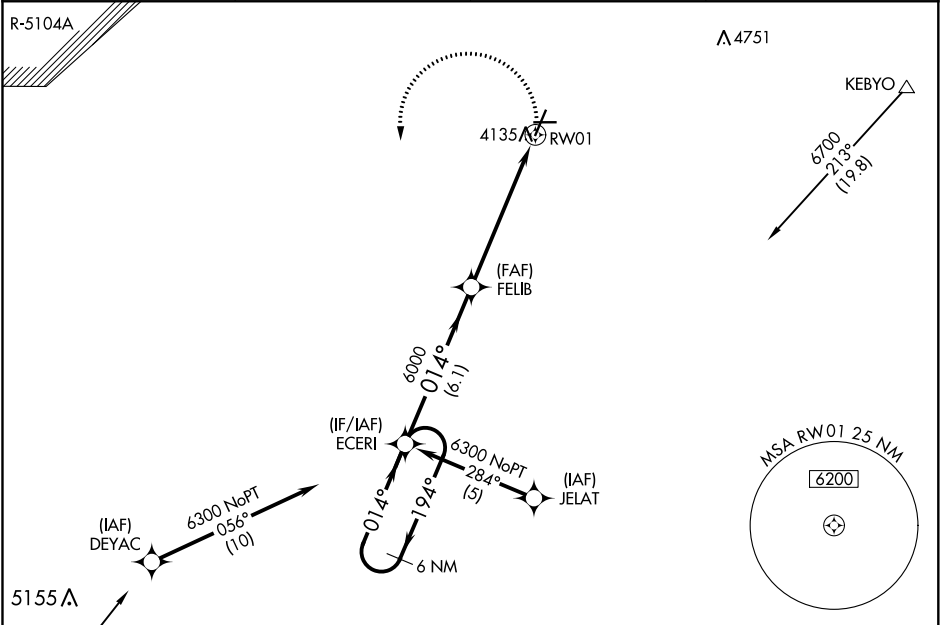 R-5104A
4751
KEBYO
6700
213°
(19.8)
4135
RW01
(FAF)
FELIB
6000
014°
(6.1)
(IF/IAF)
ECERI
6300 NoPT
284°
(5)
(IAF)
JELAT
014°
194°
6 NM
(IAF)
DEYAC
6300 NoPT
056°
(10)
5155
MSA RW01 25 NM
6200